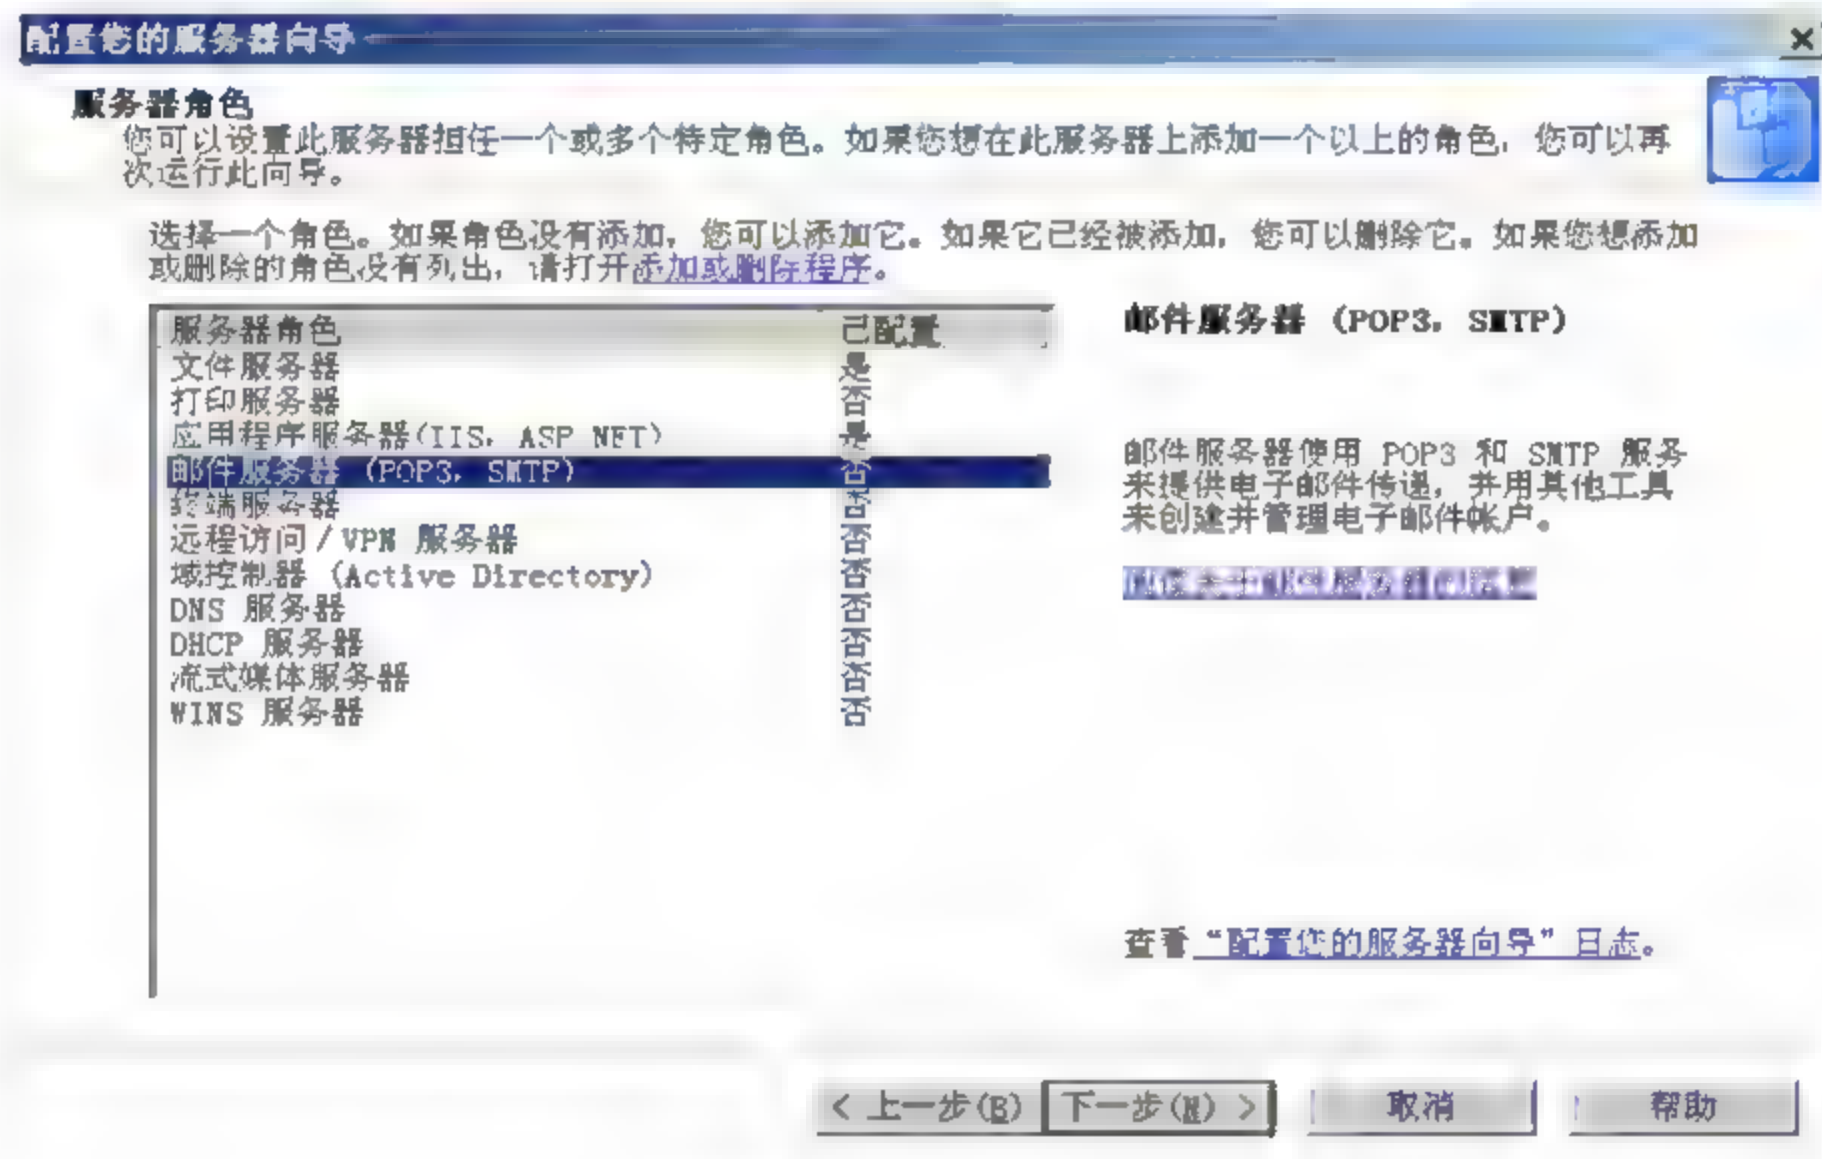 配置您的服务器向导
服务器角色
您可以设置此服务器担任一个或多个特定角色。如果您想在此服务器上添加一个以上的角色，您可以再
次运行此向导。
选择一个角色。如果角色没有添加，您可以添加它。如果它已经被添加，您可以删除它。如果您想添加
或删除的角色没有列出，请打开添加或删除程序。
服务器角色 已配置
文件服务器 是
打印服务器 否
应用程序服务器(IIS，ASP NET) 是
邮件服务器 (POP3，SMTP) 否
终端服务器 否
远程访问/VPN 服务器 否
域控制器 (Active Directory) 否
DNS 服务器 否
DHCP 服务器 否
流式媒体服务器 否
WINS 服务器 否
邮件服务器 (POP3，SMTP)
邮件服务器使用 POP3 和 SMTP 服务
来提供电子邮件传递，并用其他工具
来创建并管理电子邮件帐户。
查看“配置您的服务器向导”日志。
< 上一步(B) 下一步(N) > 取消 帮助